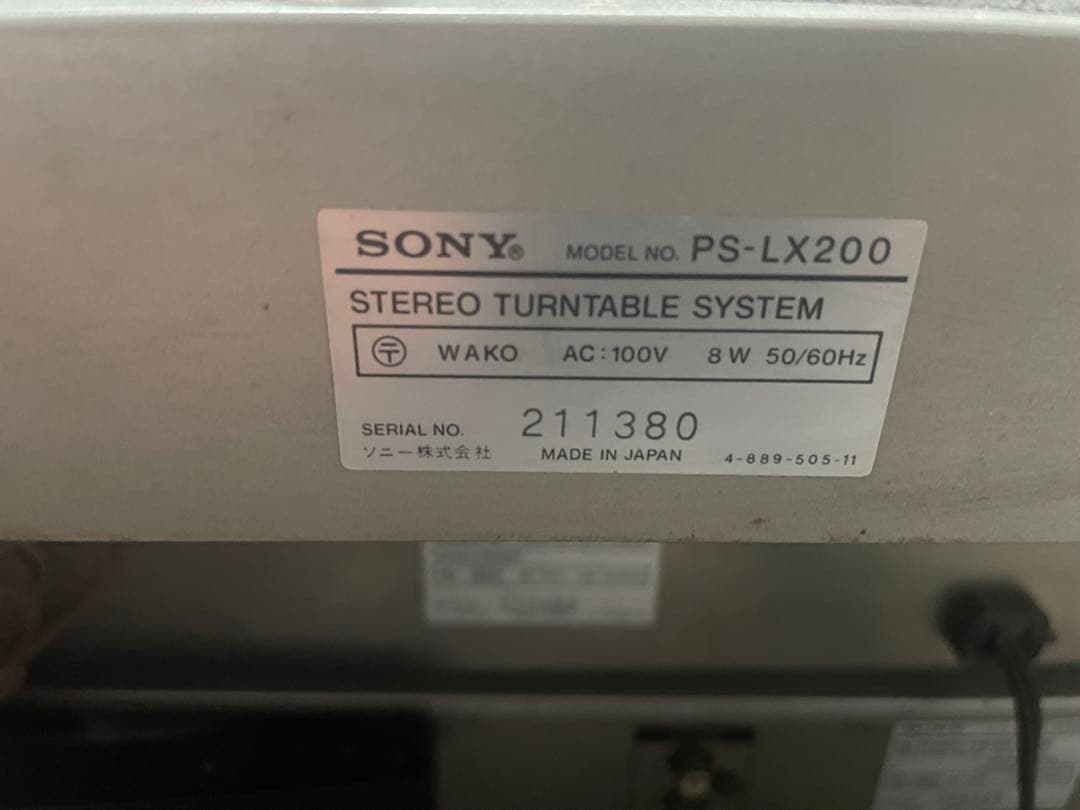 SONY® MODEL NO. PS-LX200
STEREO TURNTABLE SYSTEM
〒 WAKO AC:100V 8W 50/60Hz
SERIAL NO. 211380
ソニー株式会社 MADE IN JAPAN 4-889-505-11